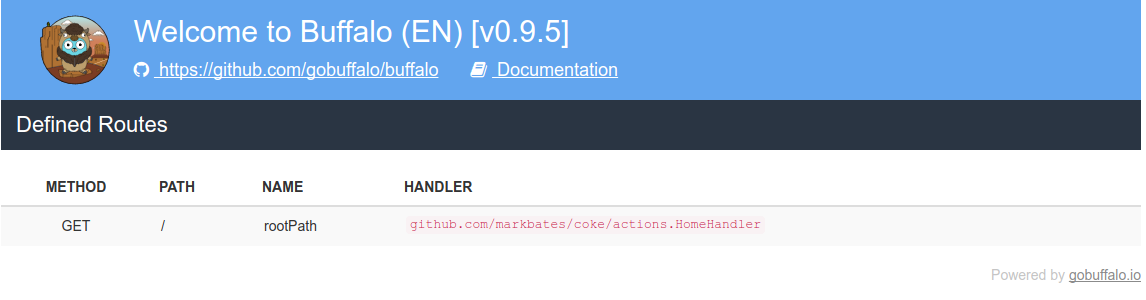 Welcome to Buffalo (EN) [v0.9.5]
https://github.com/gobuffalo/buffalo Documentation
Defined Routes
METHOD PATH NAME HANDLER
GET / rootPath github.com/markbates/coke/actions.HomeHandler
Powered by gobuffalo.io